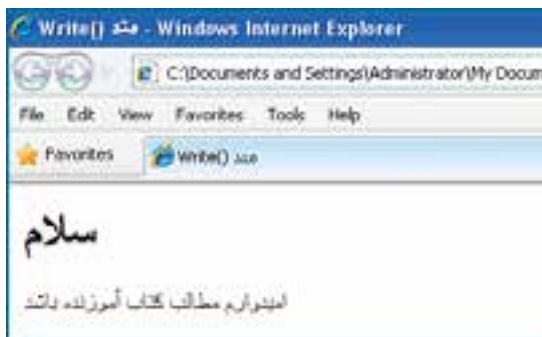 Write() متد - Windows Internet Explorer
C:\Documents and Settings\Administrator\My Docum
File Edit View Favorites Tools Help
Favorites Write() متد
سلام
امیدوارم مطالب کتاب آموزنده باشد